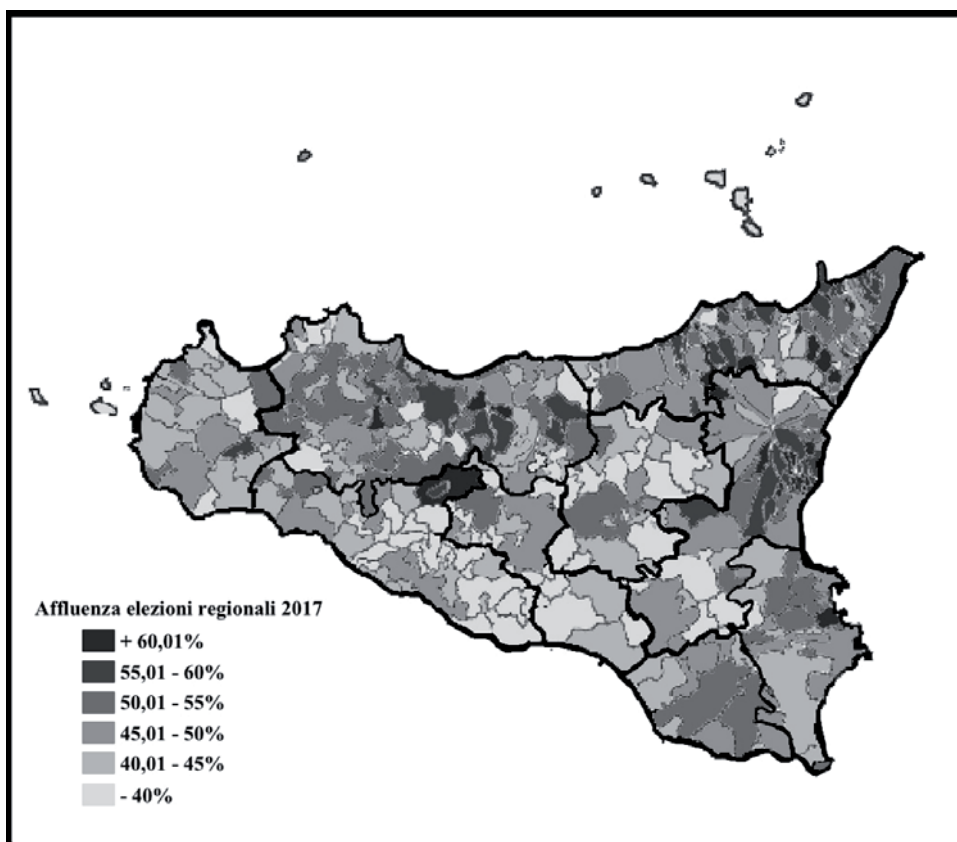 Affluenza elezioni regionali 2017
+ 60,01%
55,01 - 60%
50,01 - 55%
45,01 - 50%
40,01 - 45%
- 40%